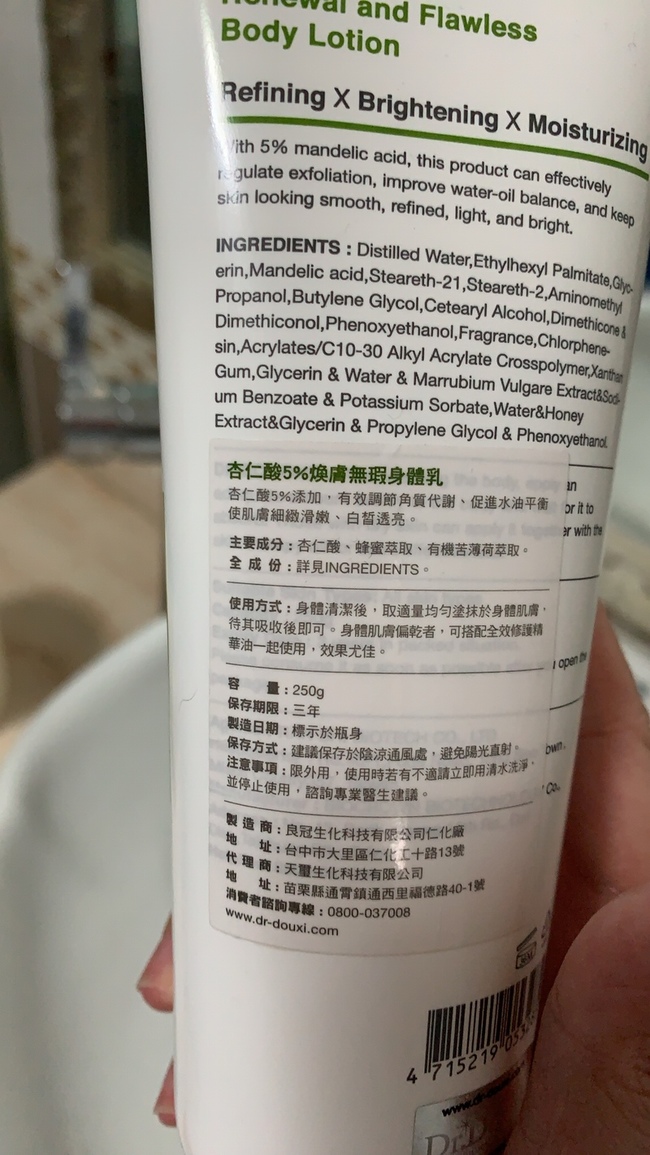 Renewal and Flawless
Body Lotion
Refining X Brightening X Moisturizing
With 5% mandelic acid, this product can effectively
regulate exfoliation, improve water-oil balance, and keep
skin looking smooth, refined, light, and bright.
INGREDIENTS : Distilled Water,Ethylhexyl Palmitate,Glyc-
erin,Mandelic acid,Steareth-21,Steareth-2,Aminomethyl
Propanol,Butylene Glycol,Cetearyl Alcohol,Dimethicone &
Dimethiconol,Phenoxyethanol,Fragrance,Chlorphene-
sin,Acrylates/C10-30 Alkyl Acrylate Crosspolymer,Xanthan
Gum,Glycerin & Water & Marrubium Vulgare Extract&Sodi-
um Benzoate & Potassium Sorbate,Water&Honey
Extract&Glycerin & Propylene Glycol & Phenoxyethanol.
杏仁酸5%煥膚無瑕身體乳
杏仁酸5%添加，有效調節角質代謝、促進水油平衡
使肌膚細緻滑嫩、白皙透亮。
主要成分：杏仁酸、蜂蜜萃取、有機苦薄荷萃取。
全成份：詳見INGREDIENTS。
使用方式：身體清潔後，取適量均勻塗抹於身體肌膚，
待其吸收後即可。身體肌膚偏乾者，可搭配全效修護精
華油一起使用，效果尤佳。
容量：250g
保存期限：三年
製造日期：標示於瓶身
保存方式：建議保存於陰涼通風處，避免陽光直射。
注意事項：限外用，使用時若有不適請立即用清水洗淨，
並停止使用，諮詢專業醫生建議。
製造商：良冠生化科技有限公司仁化廠
地址：台中市大里區仁化工十路13號
代理商：天璽生化科技有限公司
地址：苗栗縣通霄鎮通西里福德路40-1號
消費者諮詢專線：0800-037008
www.dr-douxi.com
or it to
er with the
open the
Co.,
4 715219